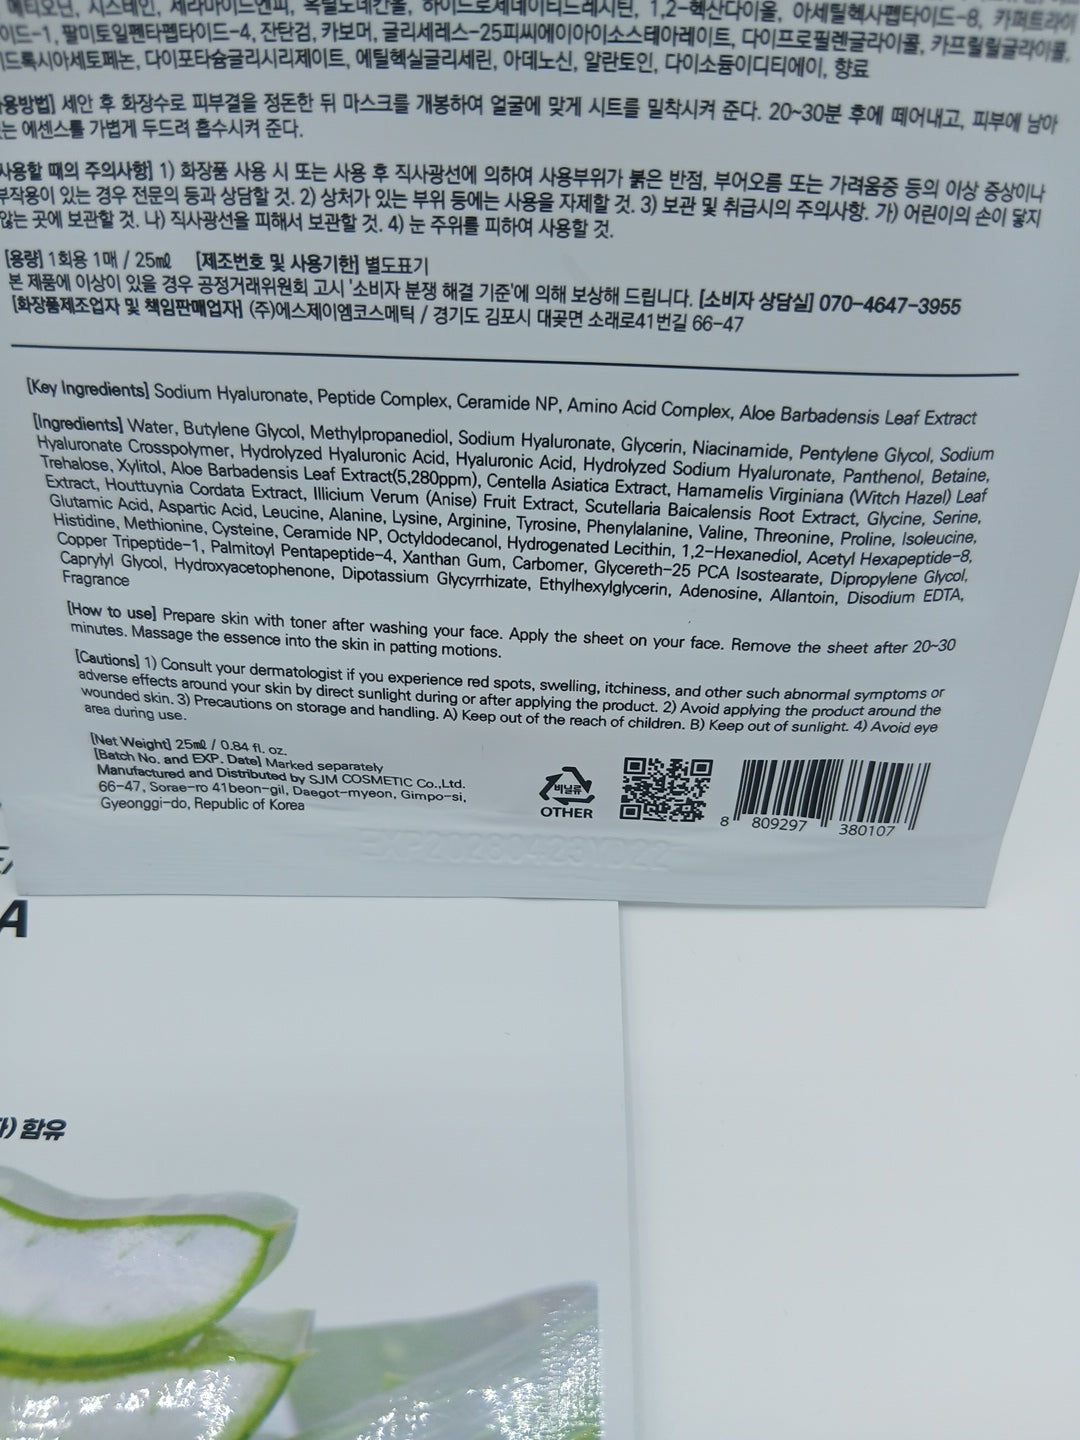 메티오닌, 시스테인, 세라마이드엔피, 옥틸도데칸올, 하이드로제네이티드레시틴, 1,2-헥산다이올, 아세틸헥사펩타이드-8, 카퍼트라이
이드-1, 팔미토일펜타펩타이드-4, 잔탄검, 카보머, 글리세레스-25피씨에이아이소스테아레이트, 다이프로필렌글라이콜, 카프릴릴글라이콜,
드록시아세토페논, 다이포타슘글리시리제이트, 에틸헥실글리세린, 아데노신, 알란토인, 다이소듐이디티에이, 향료
용방법] 세안 후 화장수로 피부결을 정돈한 뒤 마스크를 개봉하여 얼굴에 맞게 시트를 밀착시켜 준다. 20~30분 후에 떼어내고, 피부에 남아
는 에센스를 가볍게 두드려 흡수시켜 준다.
사용할 때의 주의사항] 1) 화장품 사용 시 또는 사용 후 직사광선에 의하여 사용부위가 붉은 반점, 부어오름 또는 가려움증 등의 이상 증상이나
부작용이 있는 경우 전문의 등과 상담할 것. 2) 상처가 있는 부위 등에는 사용을 자제할 것. 3) 보관 및 취급시의 주의사항. 가) 어린이의 손이 닿지
않는 곳에 보관할 것. 나) 직사광선을 피해서 보관할 것. 4) 눈 주위를 피하여 사용할 것.
[용량] 1회용 1매 / 25㎖ [제조번호 및 사용기한] 별도표기
본 제품에 이상이 있을 경우 공정거래위원회 고시 '소비자 분쟁 해결 기준'에 의해 보상해 드립니다. [소비자 상담실] 070-4647-3955
[화장품제조업자 및 책임판매업자] (주)에스제이엠코스메틱 / 경기도 김포시 대곶면 소래로41번길 66-47
[Key Ingredients] Sodium Hyaluronate, Peptide Complex, Ceramide NP, Amino Acid Complex, Aloe Barbadensis Leaf Extract
[Ingredients] Water, Butylene Glycol, Methylpropanediol, Sodium Hyaluronate, Glycerin, Niacinamide, Pentylene Glycol, Sodium
Hyaluronate Crosspolymer, Hydrolyzed Hyaluronic Acid, Hyaluronic Acid, Hydrolyzed Sodium Hyaluronate, Panthenol, Betaine,
Trehalose, Xylitol, Aloe Barbadensis Leaf Extract(5,280ppm), Centella Asiatica Extract, Hamamelis Virginiana (Witch Hazel) Leaf
Extract, Houttuynia Cordata Extract, Illicium Verum (Anise) Fruit Extract, Scutellaria Baicalensis Root Extract, Glycine, Serine,
Glutamic Acid, Aspartic Acid, Leucine, Alanine, Lysine, Arginine, Tyrosine, Phenylalanine, Valine, Threonine, Proline, Isoleucine,
Histidine, Methionine, Cysteine, Ceramide NP, Octyldodecanol, Hydrogenated Lecithin, 1,2-Hexanediol, Acetyl Hexapeptide-8,
Copper Tripeptide-1, Palmitoyl Pentapeptide-4, Xanthan Gum, Carbomer, Glycereth-25 PCA Isostearate, Dipropylene Glycol,
Caprylyl Glycol, Hydroxyacetophenone, Dipotassium Glycyrrhizate, Ethylhexylglycerin, Adenosine, Allantoin, Disodium EDTA,
Fragrance
[How to use] Prepare skin with toner after washing your face. Apply the sheet on your face. Remove the sheet after 20~30
minutes. Massage the essence into the skin in patting motions.
[Cautions] 1) Consult your dermatologist if you experience red spots, swelling, itchiness, and other such abnormal symptoms or
adverse effects around your skin by direct sunlight during or after applying the product. 2) Avoid applying the product around the
wounded skin. 3) Precautions on storage and handling. A) Keep out of the reach of children. B) Keep out of sunlight. 4) Avoid eye
area during use.
[Net Weight] 25㎖ / 0.84 fl. oz.
[Batch No. and EXP. Date] Marked separately
Manufactured and Distributed by SJM COSMETIC Co.,Ltd.
66-47, Sorae-ro 41beon-gil, Daegot-myeon, Gimpo-si,
Gyeonggi-do, Republic of Korea
비닐류
OTHER
8 809297 380107
A
함유